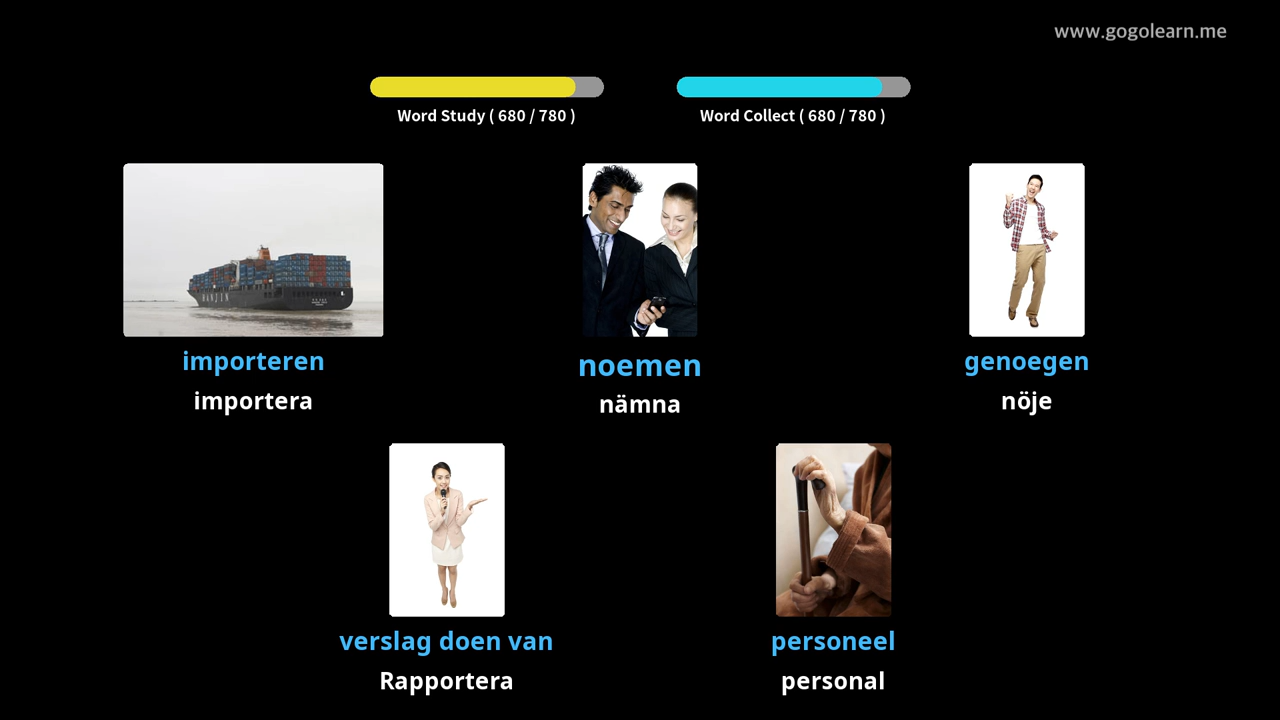 www.gogolearn.me
Word Study ( 680 / 780 )
Word Collect ( 680 / 780 )
HANJIN
importeren
noemen
genoegen
importera
nämna
nöje
verslag doen van
personeel
Rapportera
personal